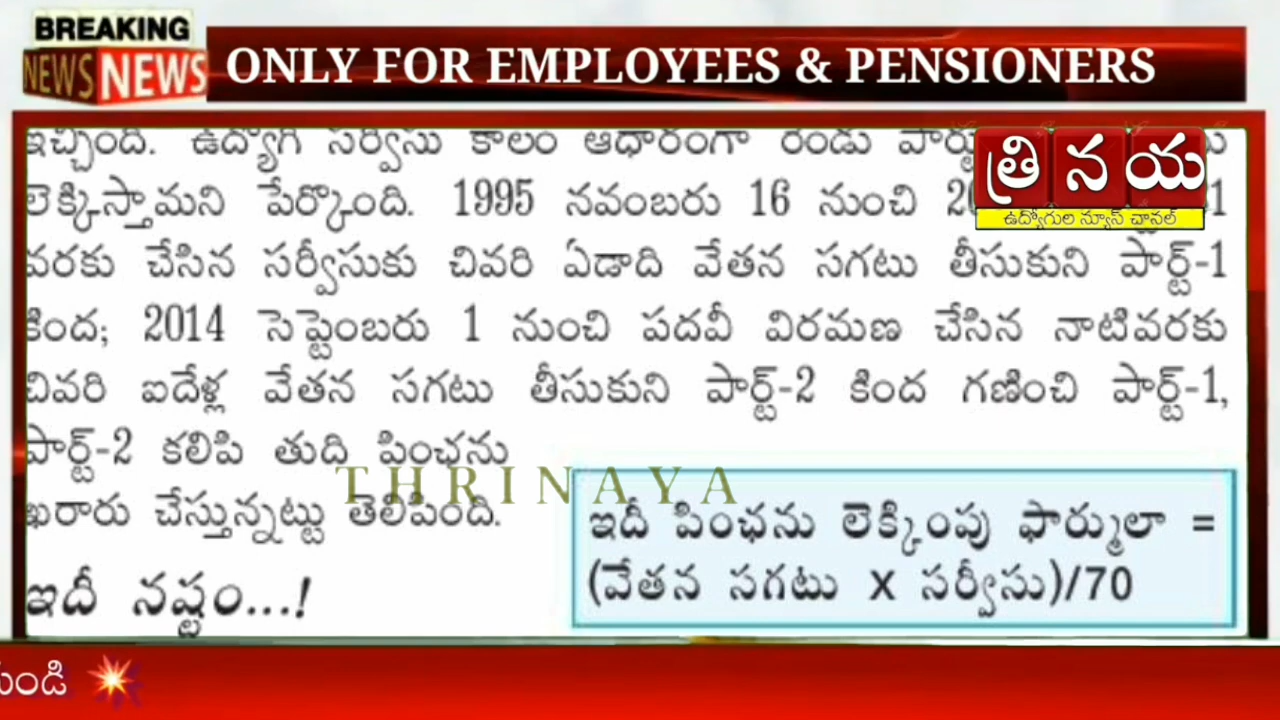 BREAKING
NEWS NEWS
ONLY FOR EMPLOYEES & PENSIONERS
త్రినయ
ఉద్యోగుల న్యూస్ చానల్
ఇచ్చింది. ఉద్యోగి సర్వీసు కాలం ఆధారంగా రెండు
లెక్కిస్తామని పేర్కొంది. 1995 నవంబరు 16 నుంచి
వరకు చేసిన సర్వీసుకు చివరి ఏడాది వేతన సగటు తీసుకుని పార్ట్-1
కింద; 2014 సెప్టెంబరు 1 నుంచి పదవీ విరమణ చేసిన నాటివరకు
చివరి ఐదేళ్ల వేతన సగటు తీసుకుని పార్ట్-2 కింద గణించి పార్ట్-1,
పార్ట్-2 కలిపి తుది పింఛను
ఖరారు చేస్తున్నట్టు తెలిపింది.
THRINAYA
ఇదీ నష్టం...!
ఇదీ పింఛను లెక్కింపు ఫార్ములా =
(వేతన సగటు x సర్వీసు)/70